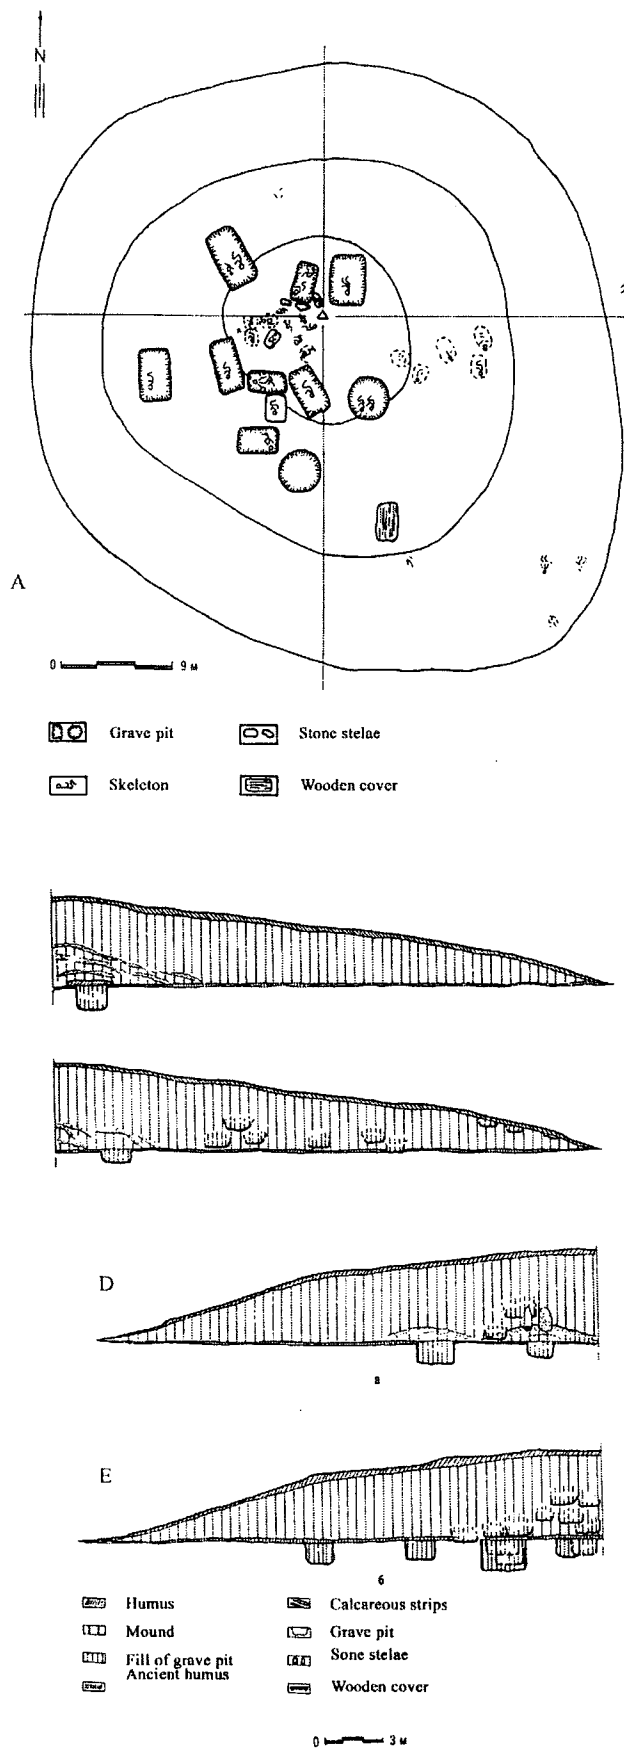 N
A
0 9 м
Grave pit Stone stelae
Skeleton Wooden cover
D
в
E
б
Humus Calcareous strips
Mound Grave pit
Fill of grave pit Sone stelae
Ancient humus Wooden cover
0 3 м